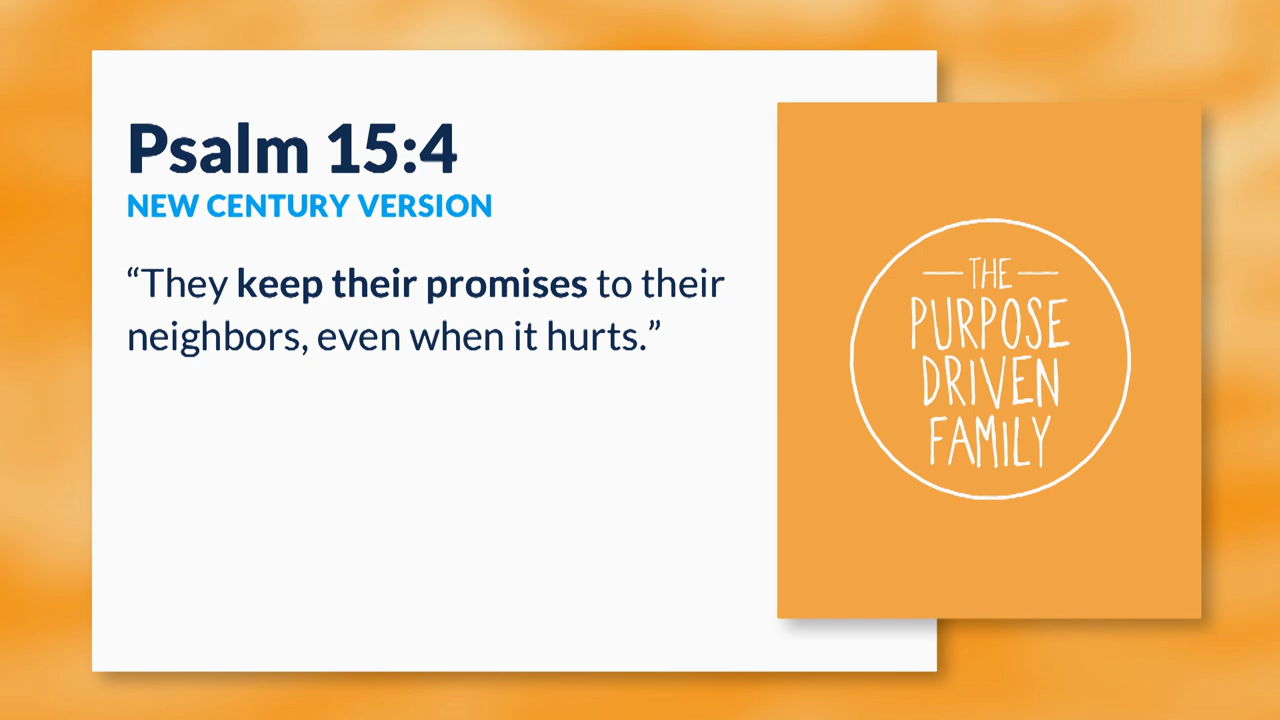 Psalm 15:4
NEW CENTURY VERSION
“They keep their promises to their
neighbors, even when it hurts.”
THE
PURPOSE
DRIVEN
FAMILY